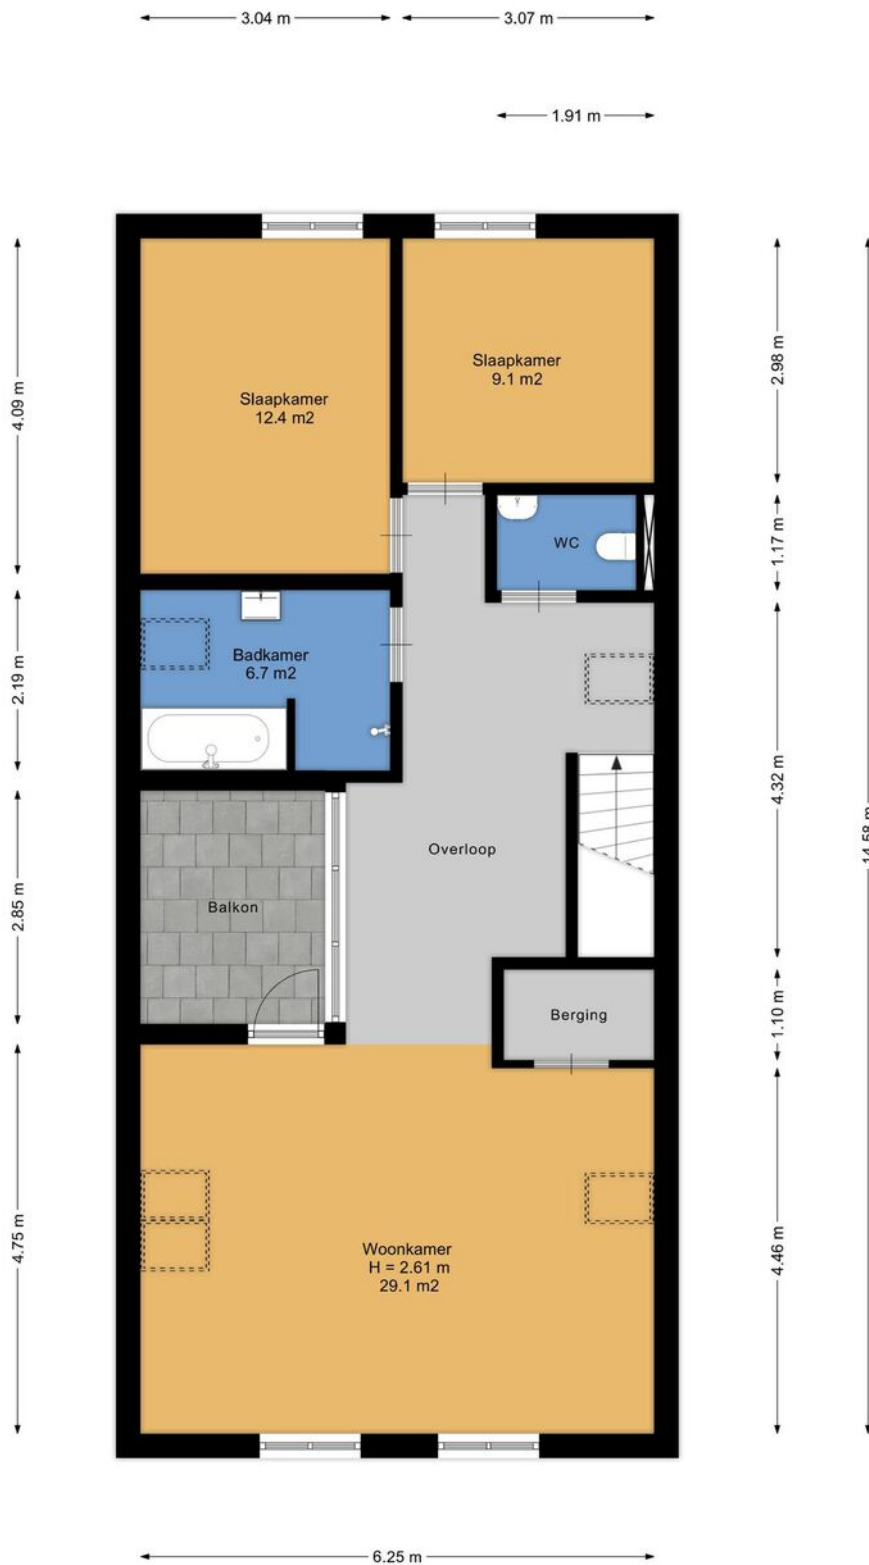 3.04 m
3.07 m
1.91 m
4.09 m
2.98 m
Slaapkamer
12.4 m2
Slaapkamer
9.1 m2
WC
1.17 m
Badkamer
6.7 m2
2.19 m
4.32 m
14.58 m
Overloop
Balkon
2.85 m
Berging
1.10 m
Woonkamer
H = 2.61 m
29.1 m2
4.75 m
4.46 m
6.25 m